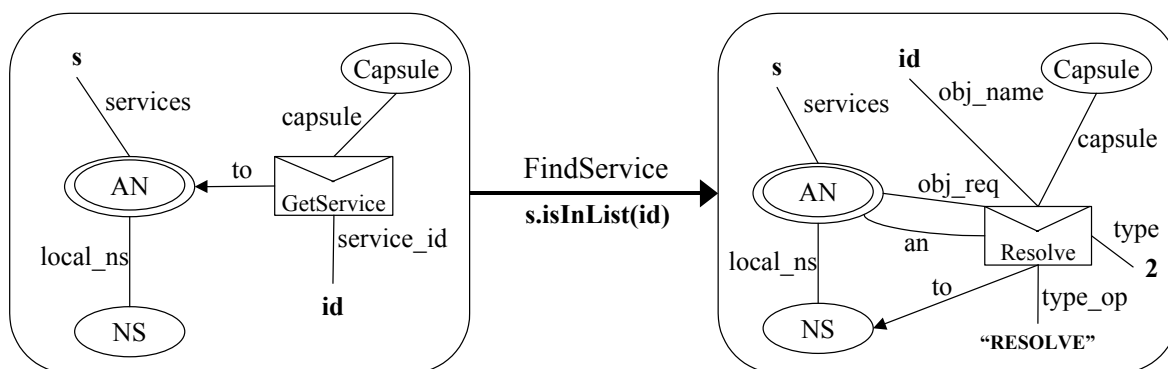 s
Capsule
services
capsule
to
AN
GetService
service_id
local_ns
id
NS
FindService
s.isInList(id)
s
id
Capsule
obj_name
services
capsule
AN
obj_req
type
an
Resolve
local_ns
2
to
type_op
NS
“RESOLVE”